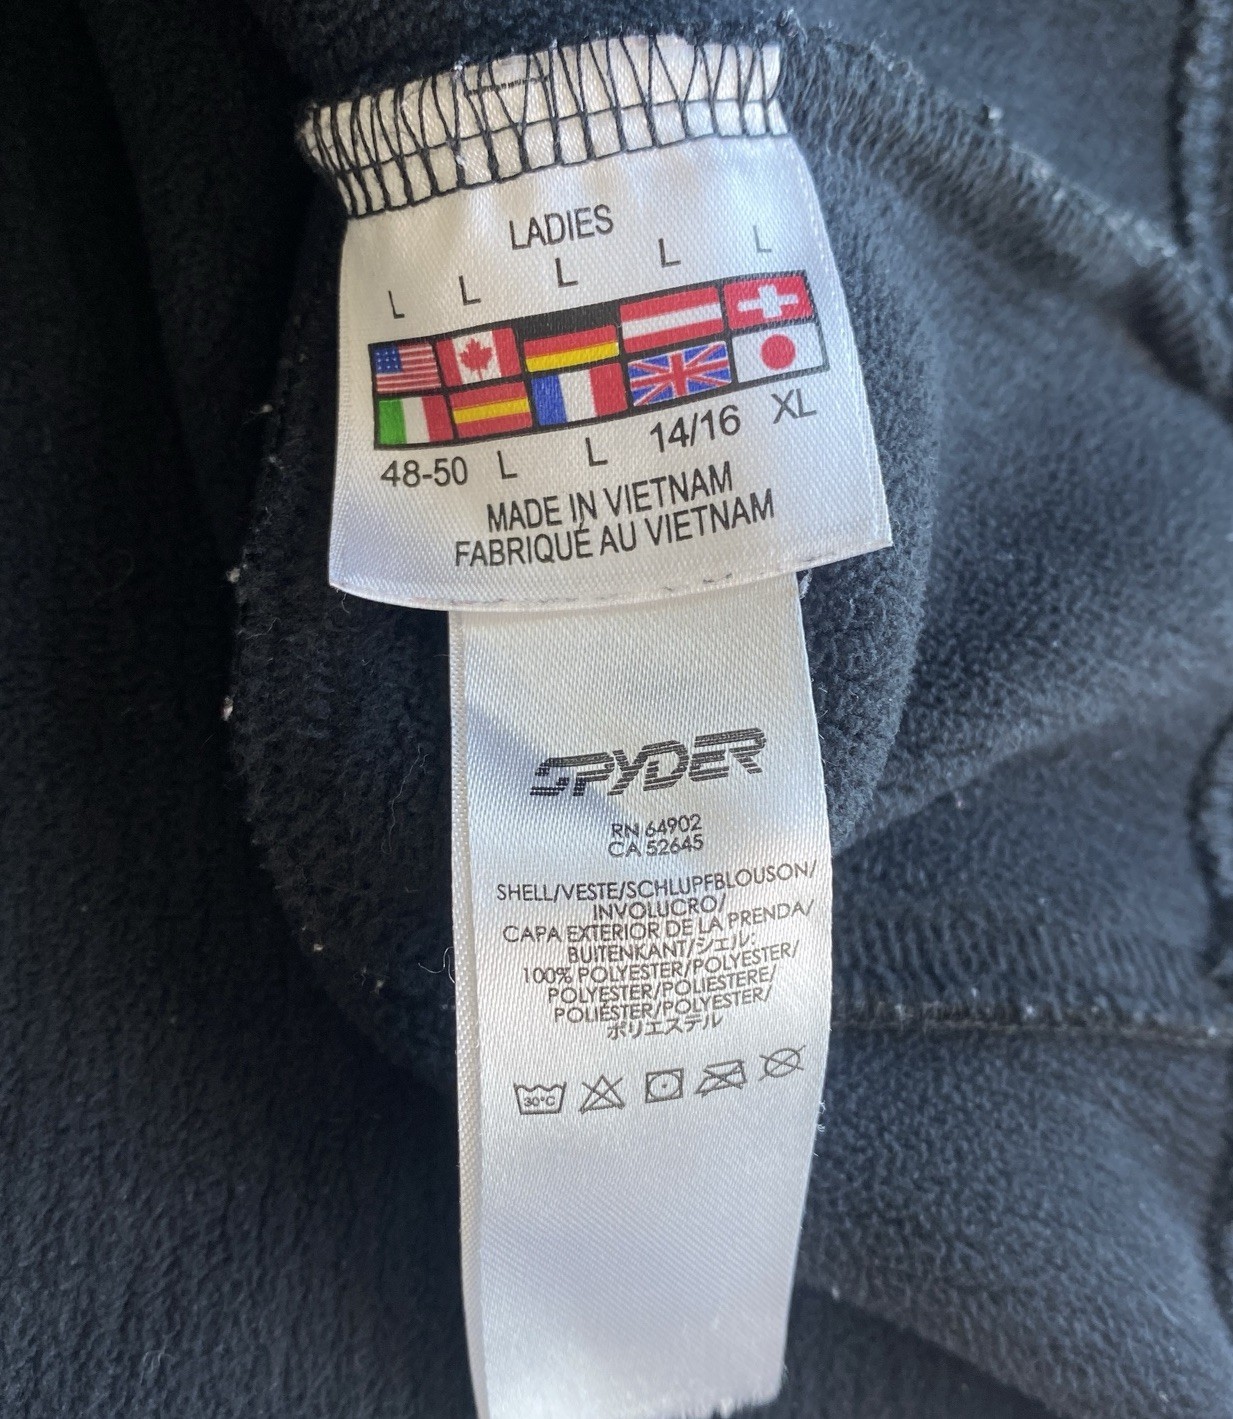 LADIES
L L L L L
48-50 L L 14/16 XL
MADE IN VIETNAM
FABRIQUÉ AU VIETNAM
SPYDER
RN 64902
CA 52645
SHELL/VESTE/SCHLUPFBLOUSON/
INVOLUCRO/
CAPA EXTERIOR DE LA PRENDA/
BUITENKANT/シェル:
100% POLYESTER/POLYESTER/
POLYESTER/POLIESTERE/
POLIESTER/POLYESTER/
ポリエステル
30°C